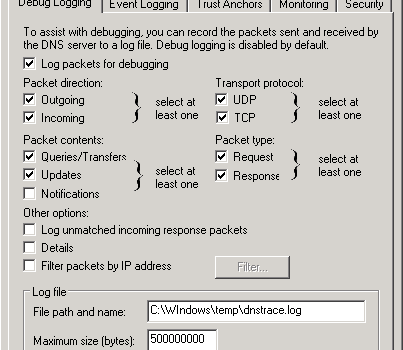 Debug Logging Event Logging Trust Anchors Monitoring Security
To assist with debugging, you can record the packets sent and received by
the DNS server to a log file. Debug logging is disabled by default.
Log packets for debugging
Packet direction: Transport protocol:
Outgoing select at UDP select at
Incoming least one TCP least one
Packet contents: Packet type:
Queries/Transfers select at Request select at
Updates least one Response least one
Notifications
Other options:
Log unmatched incoming response packets
Details
Filter packets by IP address Filter...
Log file
File path and name: C:\WIndows\temp\dnstrace.log
Maximum size (bytes): 500000000